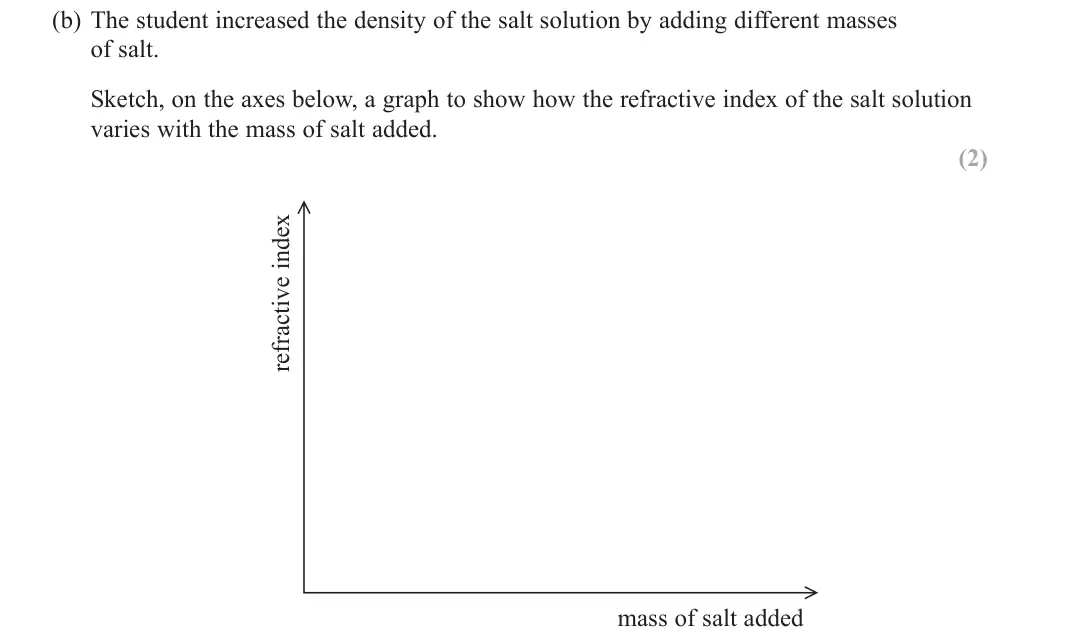 (b) The student increased the density of the salt solution by adding different masses
of salt.
Sketch, on the axes below, a graph to show how the refractive index of the salt solution
varies with the mass of salt added.
(2)
refractive index
mass of salt added